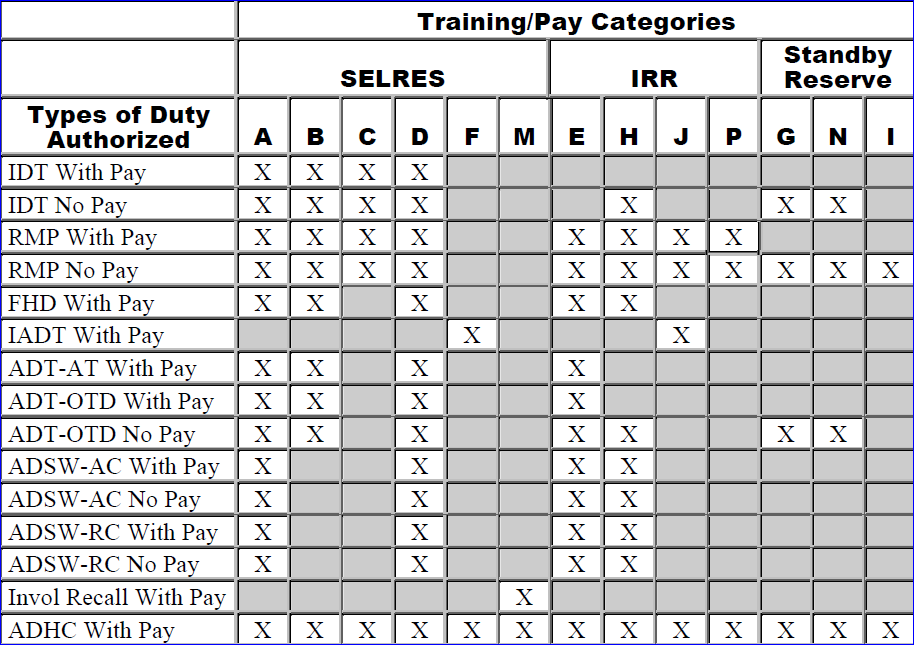 Training/Pay Categories
SELRES IRR Standby Reserve
Types of Duty Authorized A B C D F M E H J P G N I
IDT With Pay X X X X
IDT No Pay X X X X X X X
RMP With Pay X X X X X X X X
RMP No Pay X X X X X X X X X X X
FHD With Pay X X X X X
IADT With Pay X X
ADT-AT With Pay X X X X
ADT-OTD With Pay X X X X
ADT-OTD No Pay X X X X X X X
ADSW-AC With Pay X X X X
ADSW-AC No Pay X X X X
ADSW-RC With Pay X X X X
ADSW-RC No Pay X X X X
Invol Recall With Pay X
ADHC With Pay X X X X X X X X X X X X X